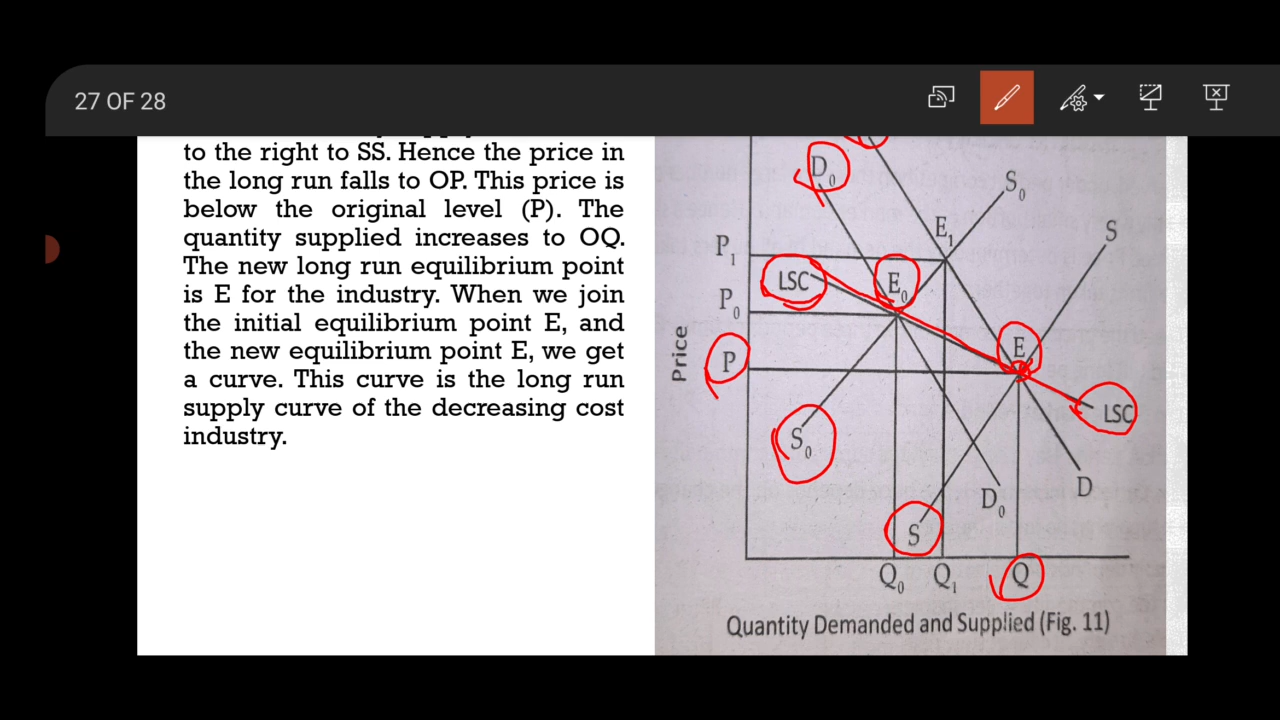 27 OF 28
to the right to SS. Hence the price in
the long run falls to OP. This price is
below the original level (P). The
quantity supplied increases to OQ.
The new long run equilibrium point
is E for the industry. When we join
the initial equilibrium point E, and
the new equilibrium point E, we get
a curve. This curve is the long run
supply curve of the decreasing cost
industry.
D₀
S₀
E₁
S
P₁
LSC
E₀
P₀
Price
E
P
LSC
S₀
D
D₀
S
Q₀ Q₁ Q
Quantity Demanded and Supplied (Fig. 11)